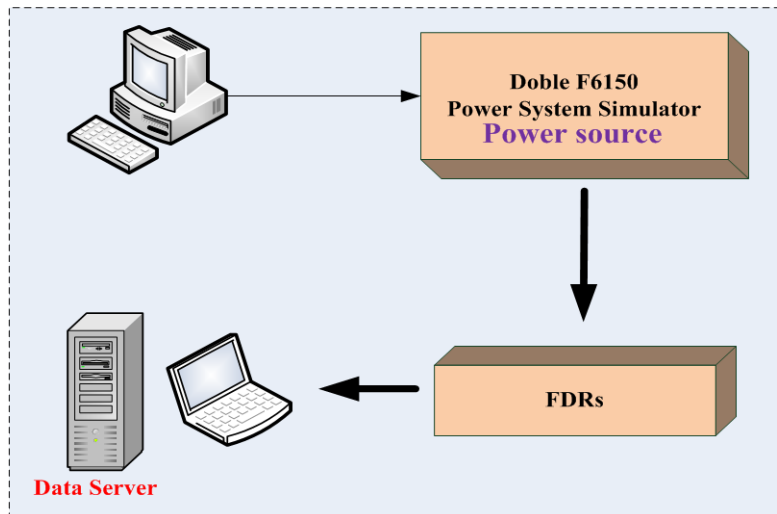 Doble F6150
Power System Simulator
Power source
FDRs
Data Server